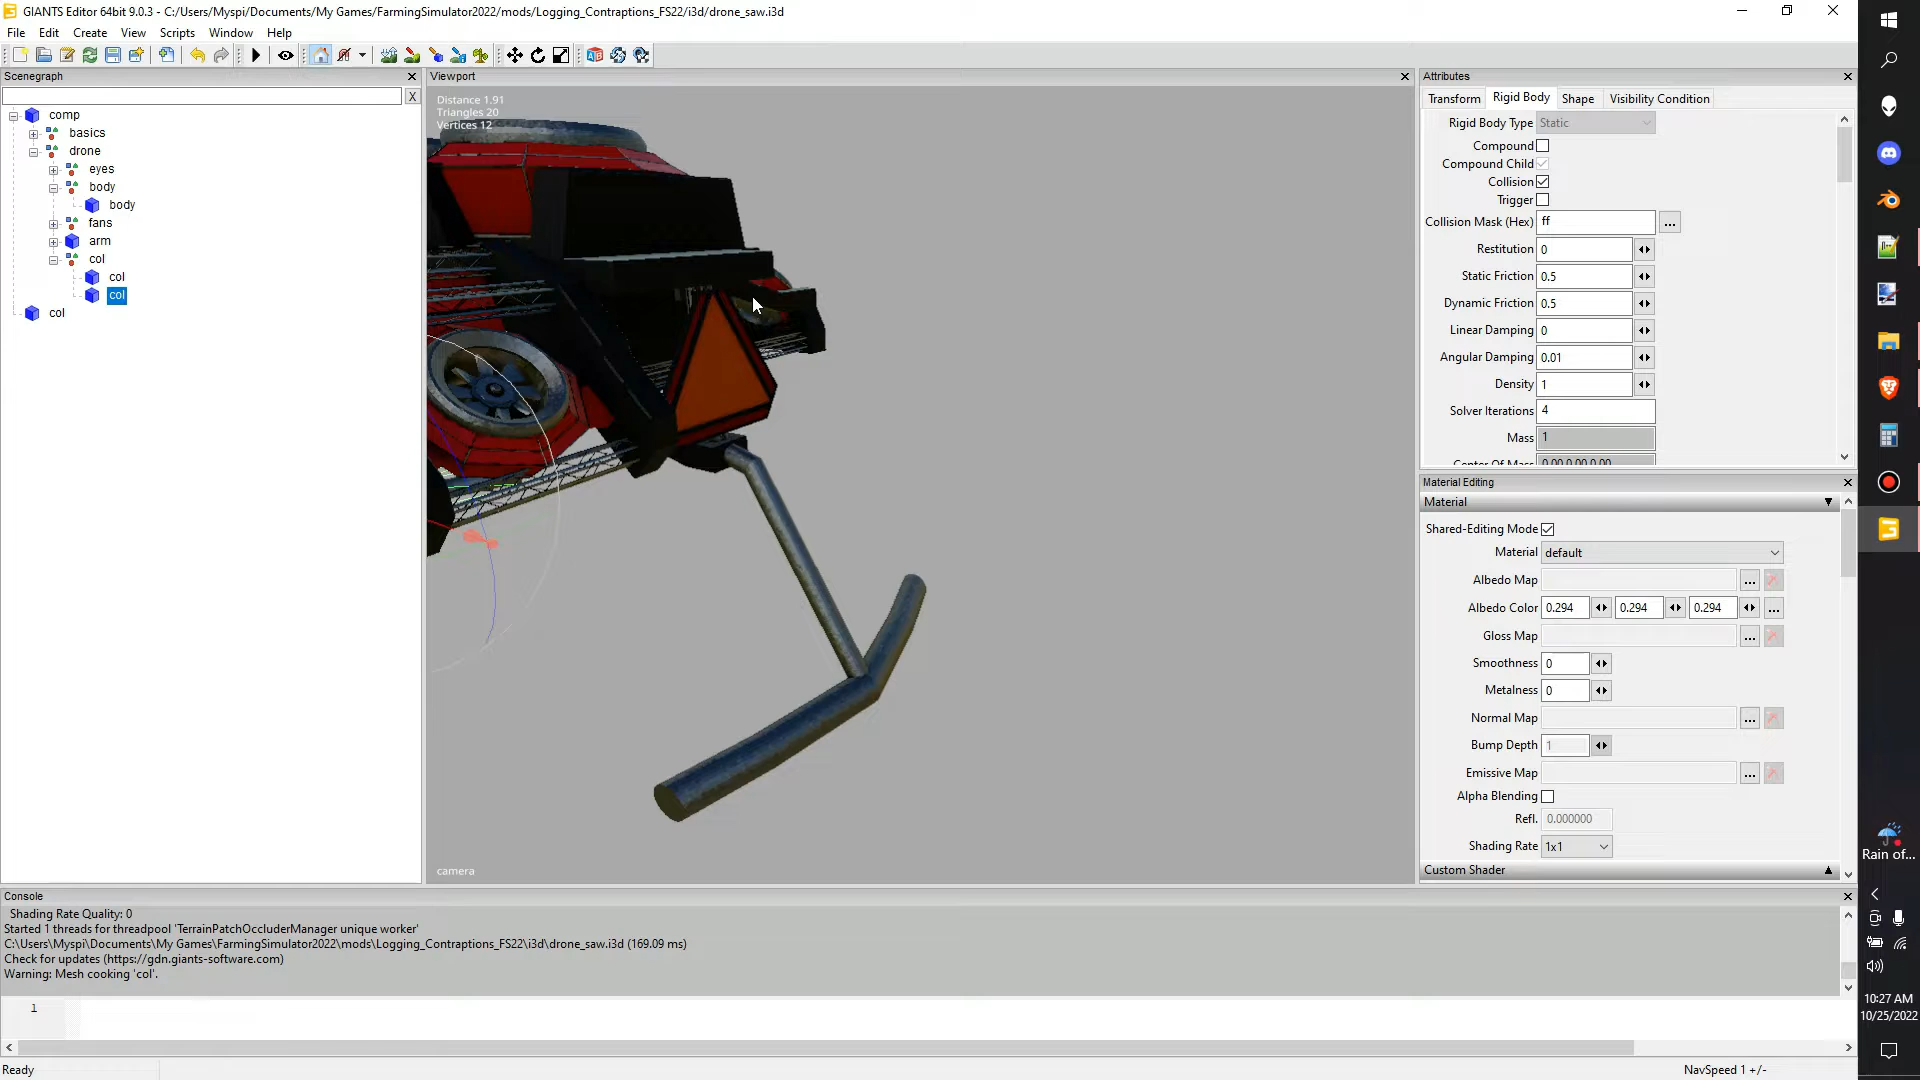 GIANTS Editor 64bit 9.0.3 - C:/Users/Myspi/Documents/My Games/FarmingSimulator2022/mods/Logging_Contraptions_FS22/i3d/drone_saw.i3d
File Edit Create View Scripts Window Help
Scenegraph
X
comp
basics
drone
eyes
body
body
fans
arm
col
col
col
col
Viewport
Distance 1.91
Triangles 20
Vertices 12
camera
Attributes
Transform Rigid Body Shape Visibility Condition
Rigid Body Type Static
Compound
Compound Child
Collision
Trigger
Collision Mask (Hex) ff ...
Restitution 0
Static Friction 0.5
Dynamic Friction 0.5
Linear Damping 0
Angular Damping 0.01
Density 1
Solver Iterations 4
Mass 1
Center Of Mass 0.00 0.00 0.00
Material Editing
Material
Shared-Editing Mode
Material default
Albedo Map ...
Albedo Color 0.294 0.294 0.294 ...
Gloss Map ...
Smoothness 0
Metalness 0
Normal Map ...
Bump Depth 1
Emissive Map ...
Alpha Blending
Refl. 0.000000
Shading Rate 1x1
Custom Shader
Console
Shading Rate Quality: 0
Started 1 threads for threadpool 'TerrainPatchOccluderManager unique worker'
C:\Users\Myspi\Documents\My Games\FarmingSimulator2022\mods\Logging_Contraptions_FS22\i3d\drone_saw.i3d (169.09 ms)
Check for updates (https://gdn.giants-software.com)
Warning: Mesh cooking 'col'.
1
Ready
NavSpeed 1 +/-
Rain of...
10:27 AM
10/25/2022